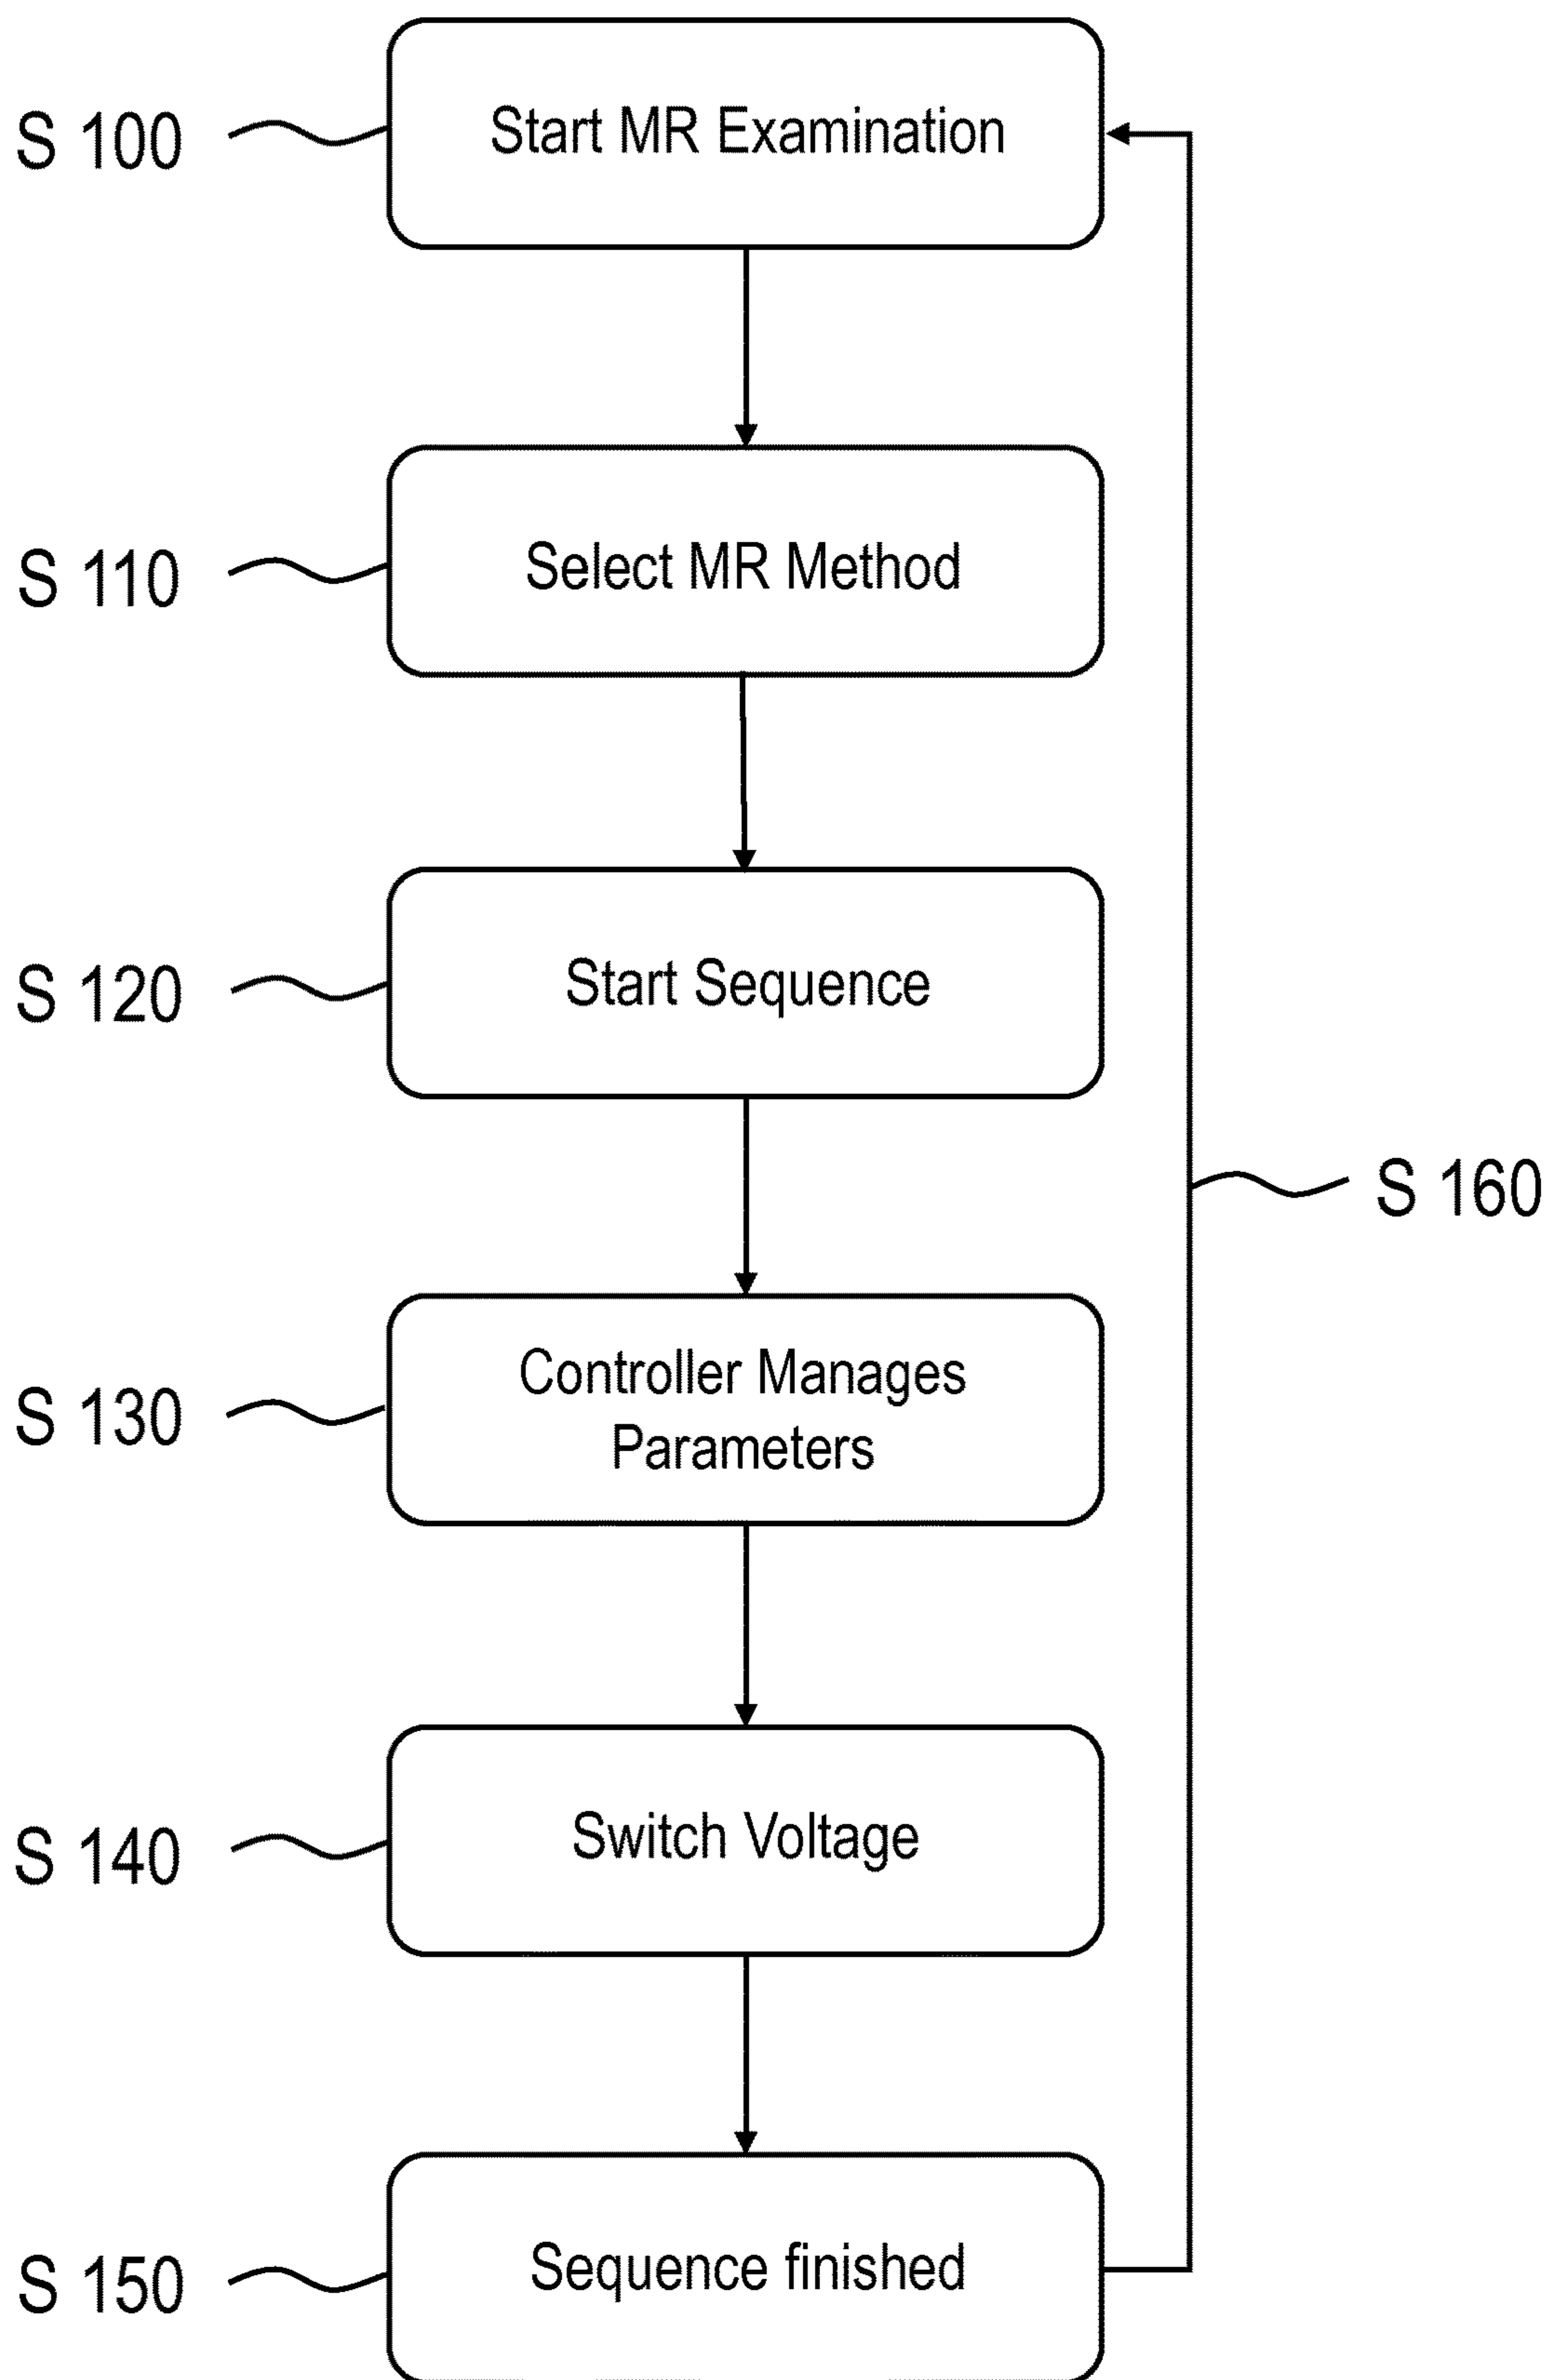 S 100
Start MR Examination
S 110
Select MR Method
S 120
Start Sequence
S 160
S 130
Controller Manages
Parameters
S 140
Switch Voltage
S 150
Sequence finished